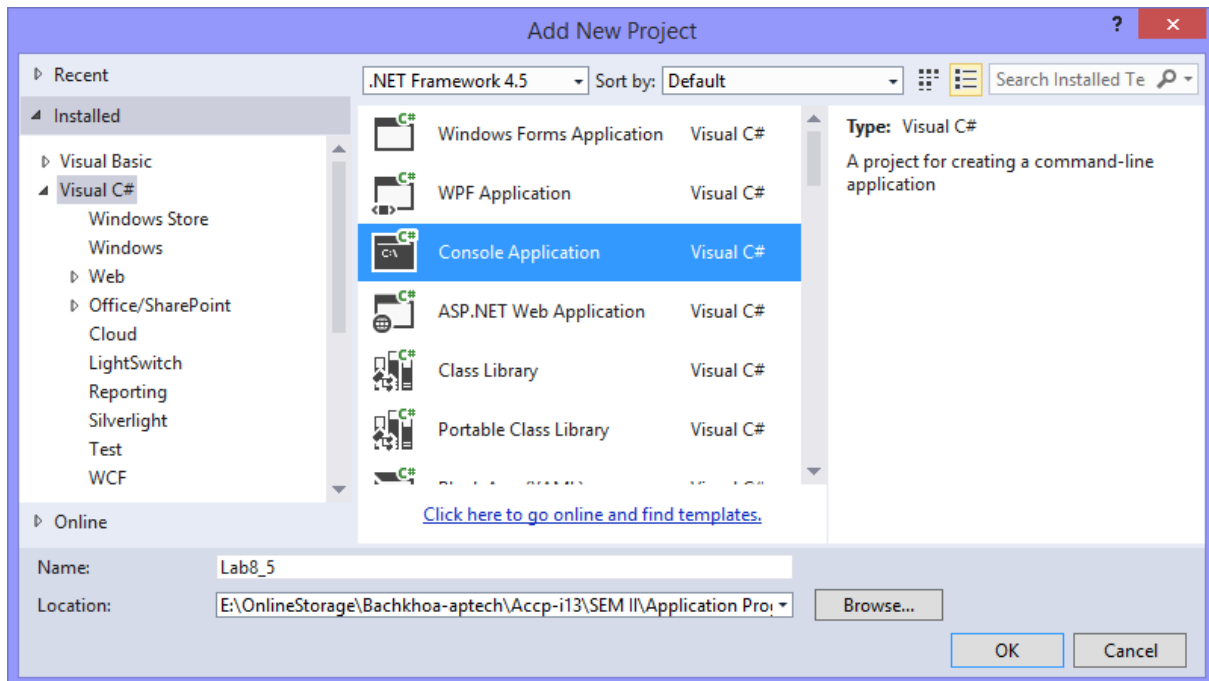 Add New Project
?
Recent
.NET Framework 4.5 Sort by: Default Search Installed Te
Installed
Visual Basic
Visual C#
Windows Store
Windows
Web
Office/SharePoint
Cloud
LightSwitch
Reporting
Silverlight
Test
WCF
Online
C# Windows Forms Application Visual C#
C# WPF Application Visual C#
C# C:\ Console Application Visual C#
C# ASP.NET Web Application Visual C#
C# Class Library Visual C#
C# Portable Class Library Visual C#
C#
Click here to go online and find templates.
Type: Visual C#
A project for creating a command-line
application
Name: Lab8_5
Location: E:\OnlineStorage\Bachkhoa-aptech\Accp-i13\SEM II\Application Pro Browse...
OK Cancel